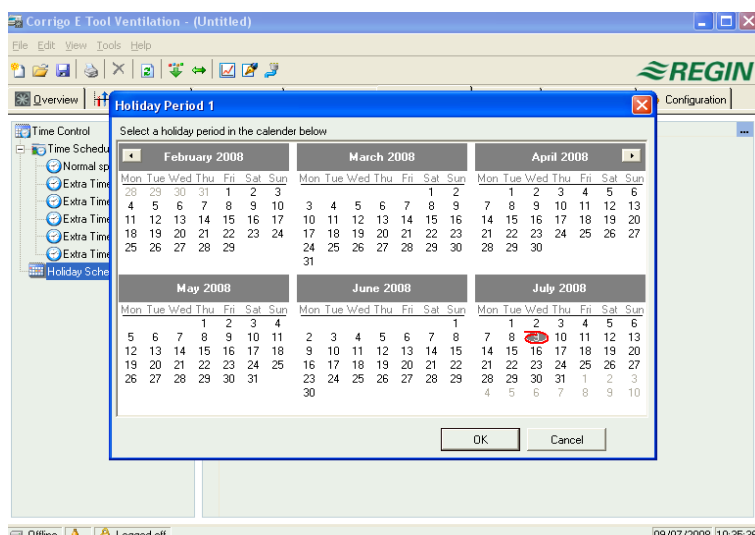 Corrigo E Tool Ventilation - (Untitled)
File Edit View Tools Help
REGIN
Overview
Configuration
Holiday Period 1
Select a holiday period in the calender below
Time Control
Time Schedu
Normal sp
Extra Time
Extra Time
Extra Time
Extra Time
Extra Time
Holiday Sche
February 2008
Mon Tue Wed Thu Fri Sat Sun
28 29 30 31 1 2 3
4 5 6 7 8 9 10
11 12 13 14 15 16 17
18 19 20 21 22 23 24
25 26 27 28 29
March 2008
Mon Tue Wed Thu Fri Sat Sun
1 2
3 4 5 6 7 8 9
10 11 12 13 14 15 16
17 18 19 20 21 22 23
24 25 26 27 28 29 30
31
April 2008
Mon Tue Wed Thu Fri Sat Sun
1 2 3 4 5 6
7 8 9 10 11 12 13
14 15 16 17 18 19 20
21 22 23 24 25 26 27
28 29 30
May 2008
Mon Tue Wed Thu Fri Sat Sun
1 2 3 4
5 6 7 8 9 10 11
12 13 14 15 16 17 18
19 20 21 22 23 24 25
26 27 28 29 30 31
June 2008
Mon Tue Wed Thu Fri Sat Sun
1
2 3 4 5 6 7 8
9 10 11 12 13 14 15
16 17 18 19 20 21 22
23 24 25 26 27 28 29
30
July 2008
Mon Tue Wed Thu Fri Sat Sun
1 2 3 4 5 6
7 8 9 10 11 12 13
14 15 16 17 18 19 20
21 22 23 24 25 26 27
28 29 30 31 1 2 3
4 5 6 7 8 9 10
OK Cancel
Offline Logged off